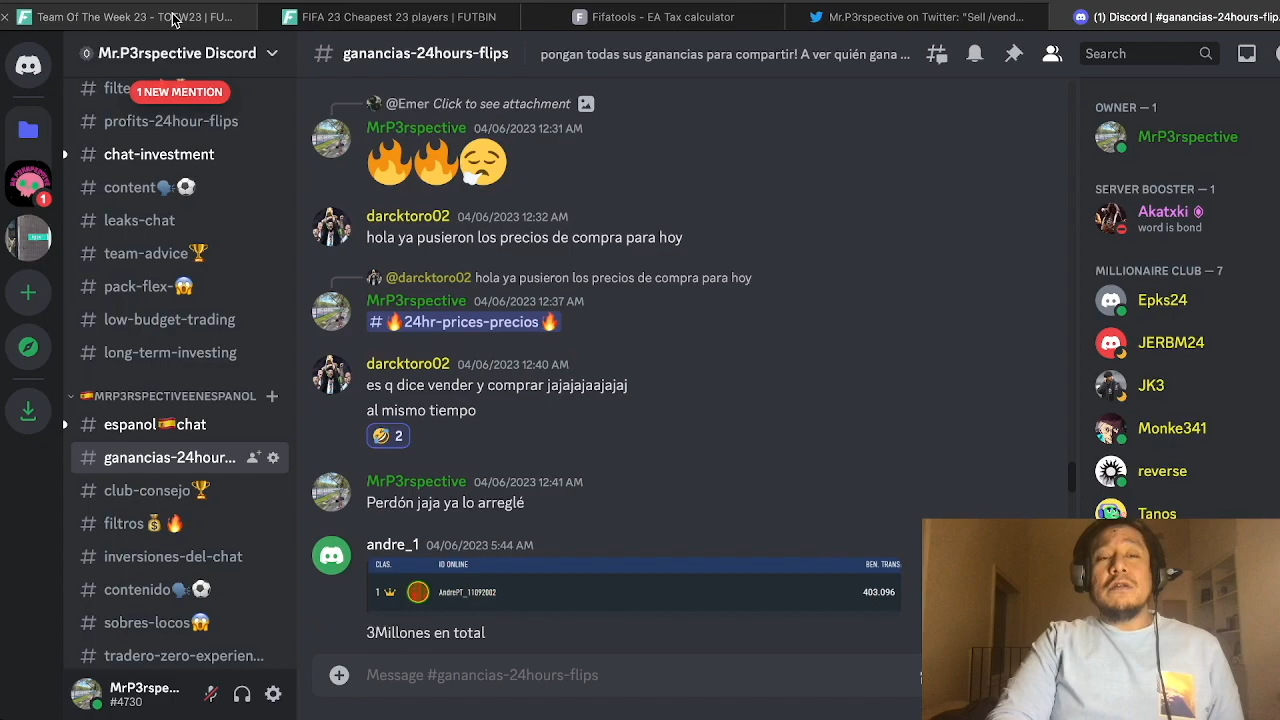 Team Of The Week 23 - TOTW23 | FU...
FIFA 23 Cheapest 23 players | FUTBIN
Fifatools - EA Tax calculator
Mr.P3rspective on Twitter: "Sell /vend...
(1) Discord | #ganancias-24hours-flip
Mr.P3rspective Discord
# ganancias-24hours-flips
pongan todas sus ganancias para compartir! A ver quién gana ...
Search
1 NEW MENTION
# profits-24hour-flips
# chat-investment
# content🗣️⚽
# leaks-chat
# team-advice🏆
# pack-flex-😱
# low-budget-trading
# long-term-investing
🇪🇸MRP3RSPECTIVEENESPANOL
# espanol🇪🇸chat
# ganancias-24hour...
# club-consejo🏆
# filtros💰🔥
# inversiones-del-chat
# contenido🗣️⚽
# sobres-locos😱
# tradero-zero-experien...
MrP3rspe...
#4730
1
@Emer Click to see attachment
MrP3rspective 04/06/2023 12:31 AM
🔥🔥😮‍💨
darcktoro02 04/06/2023 12:32 AM
hola ya pusieron los precios de compra para hoy
@darcktoro02 hola ya pusieron los precios de compra para hoy
MrP3rspective 04/06/2023 12:37 AM
# 🔥24hr-prices-precios🔥
darcktoro02 04/06/2023 12:40 AM
es q dice vender y comprar jajajajaajajaj
al mismo tiempo
🤣 2
MrP3rspective 04/06/2023 12:41 AM
Perdón jaja ya lo arreglé
andre_1 04/06/2023 5:44 AM
CLAS. ID ONLINE BEN. TRANS
1 AndrePT_11092002 403.096
3Millones en total
Message #ganancias-24hours-flips
OWNER — 1
MrP3rspective
SERVER BOOSTER — 1
Akatxki
word is bond
MILLIONAIRE CLUB — 7
Epks24
JERBM24
JK3
Monke341
reverse
Tanos